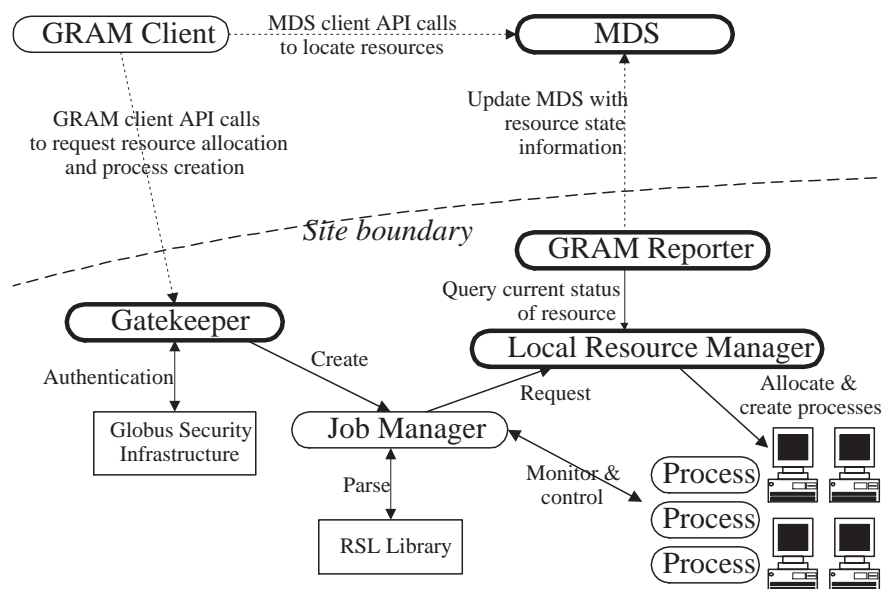 GRAM Client
MDS client API calls
to locate resources
MDS
GRAM client API calls
to request resource allocation
and process creation
Update MDS with
resource state
information
Site boundary
GRAM Reporter
Query current status
of resource
Gatekeeper
Local Resource Manager
Authentication
Create
Request
Allocate &
create processes
Globus Security
Infrastructure
Job Manager
Monitor &
control
Process
Process
Process
Parse
RSL Library